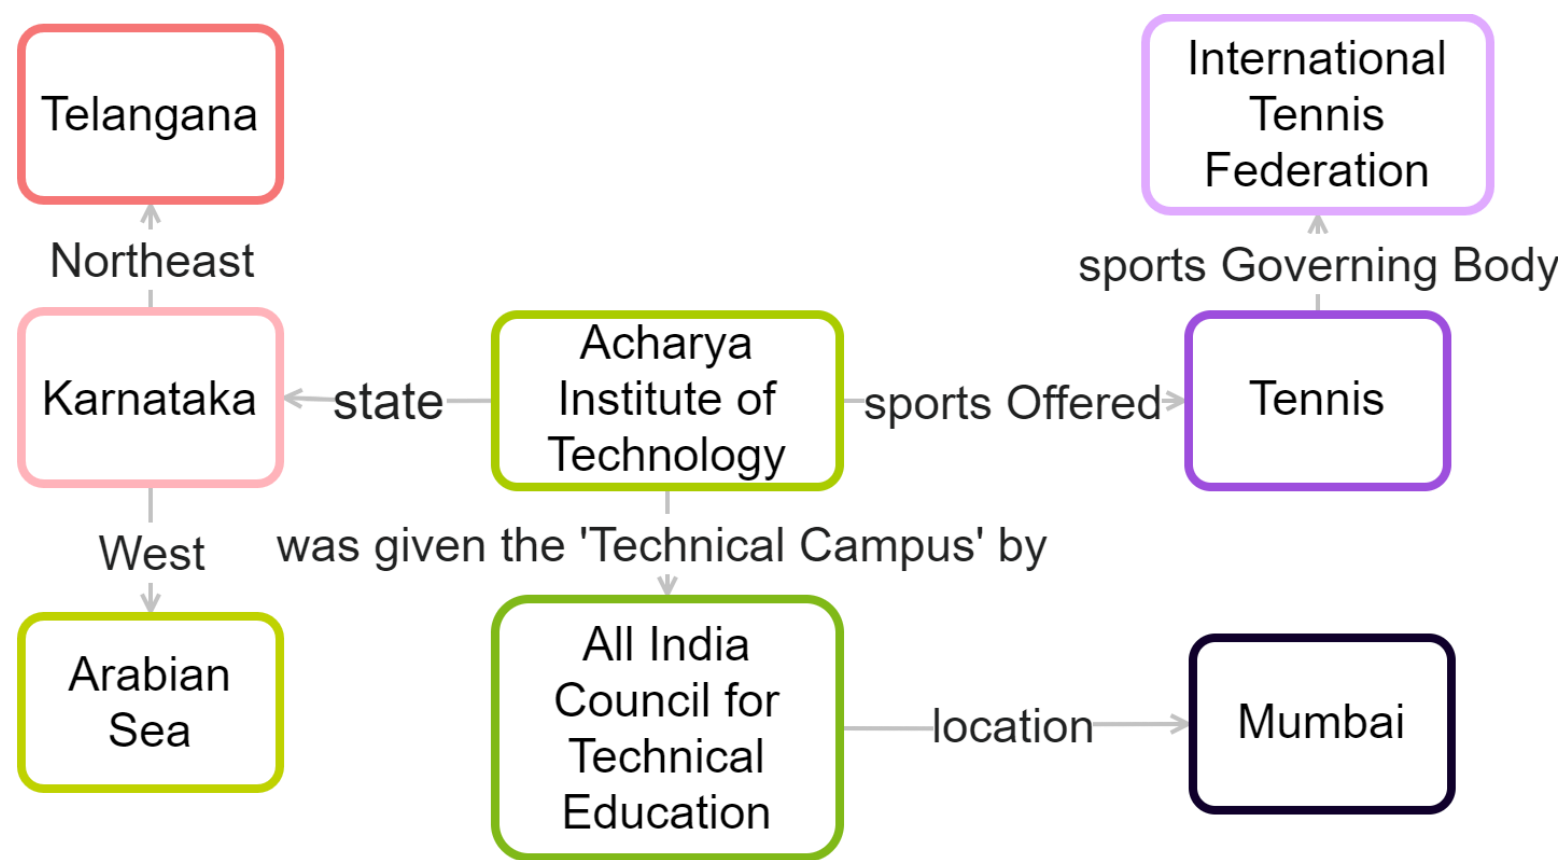 Telangana
International
Tennis
Federation
Northeast
sports Governing Body
Karnataka
state
Acharya
Institute of
Technology
sports Offered
Tennis
West
was given the 'Technical Campus' by
Arabian
Sea
All India
Council for
Technical
Education
location
Mumbai